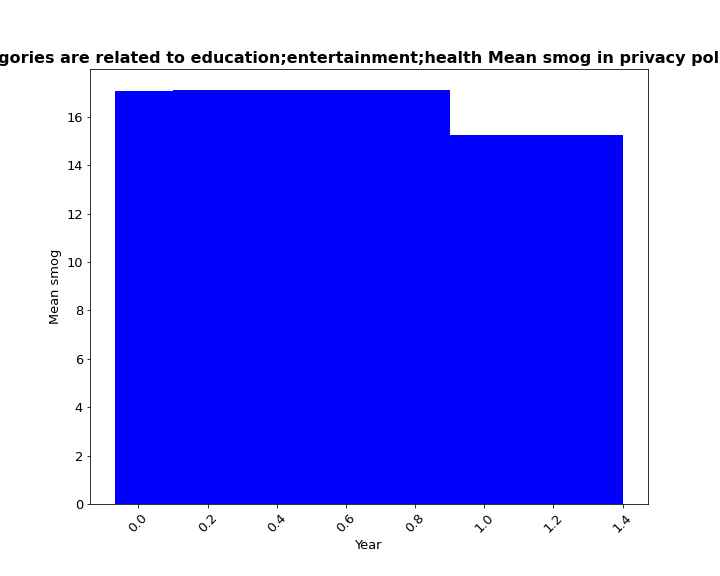 gories are related to education;entertainment;health Mean smog in privacy pol
16
14
12
10
8
6
4
2
0
Mean smog
0.0 0.2 0.4 0.6 0.8 1.0 1.2 1.4
Year